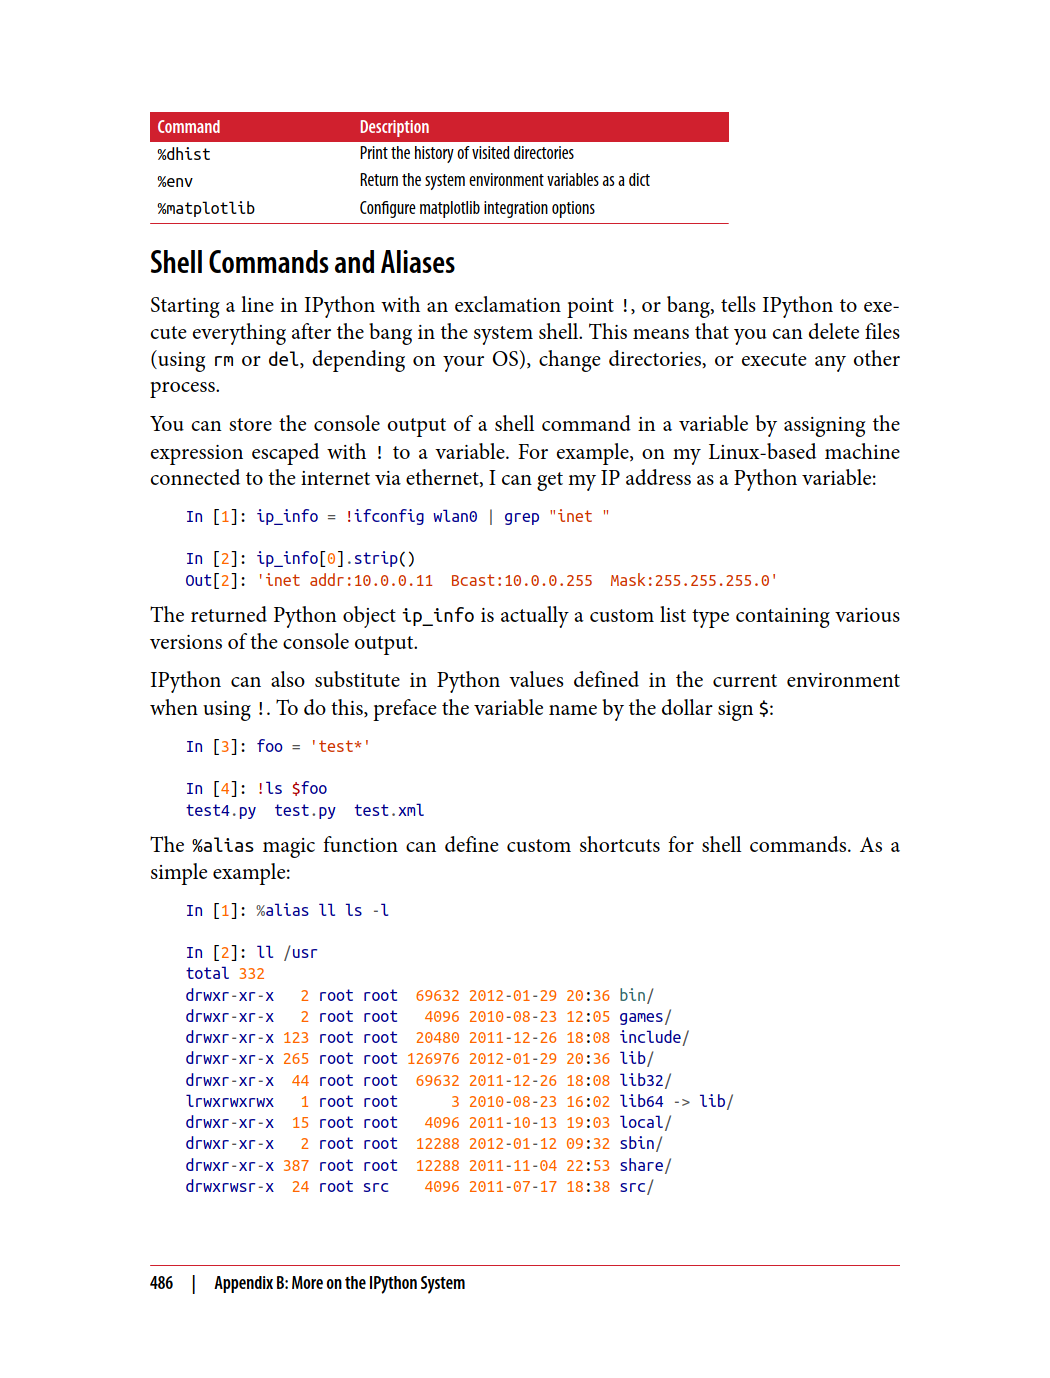 Command Description
%dhist Print the history of visited directories
%env Return the system environment variables as a dict
%matplotlib Configure matplotlib integration options
Shell Commands and Aliases
Starting a line in IPython with an exclamation point !, or bang, tells IPython to exe-
cute everything after the bang in the system shell. This means that you can delete files
(using rm or del, depending on your OS), change directories, or execute any other
process.
You can store the console output of a shell command in a variable by assigning the
expression escaped with ! to a variable. For example, on my Linux-based machine
connected to the internet via ethernet, I can get my IP address as a Python variable:
In [1]: ip_info = !ifconfig wlan0 | grep "inet "
In [2]: ip_info[0].strip()
Out[2]: 'inet addr:10.0.0.11  Bcast:10.0.0.255  Mask:255.255.255.0'
The returned Python object ip_info is actually a custom list type containing various
versions of the console output.
IPython can also substitute in Python values defined in the current environment
when using !. To do this, preface the variable name by the dollar sign $:
In [3]: foo = 'test*'
In [4]: !ls $foo
test4.py  test.py  test.xml
The %alias magic function can define custom shortcuts for shell commands. As a
simple example:
In [1]: %alias ll ls -l
In [2]: ll /usr
total 332
drwxr-xr-x   2 root root  69632 2012-01-29 20:36 bin/
drwxr-xr-x   2 root root   4096 2010-08-23 12:05 games/
drwxr-xr-x 123 root root  20480 2011-12-26 18:08 include/
drwxr-xr-x 265 root root 126976 2012-01-29 20:36 lib/
drwxr-xr-x  44 root root  69632 2011-12-26 18:08 lib32/
lrwxrwxrwx   1 root root      3 2010-08-23 16:02 lib64 -> lib/
drwxr-xr-x  15 root root   4096 2011-10-13 19:03 local/
drwxr-xr-x   2 root root  12288 2012-01-12 09:32 sbin/
drwxr-xr-x 387 root root  12288 2011-11-04 22:53 share/
drwxrwsr-x  24 root src    4096 2011-07-17 18:38 src/
486 | Appendix B: More on the IPython System